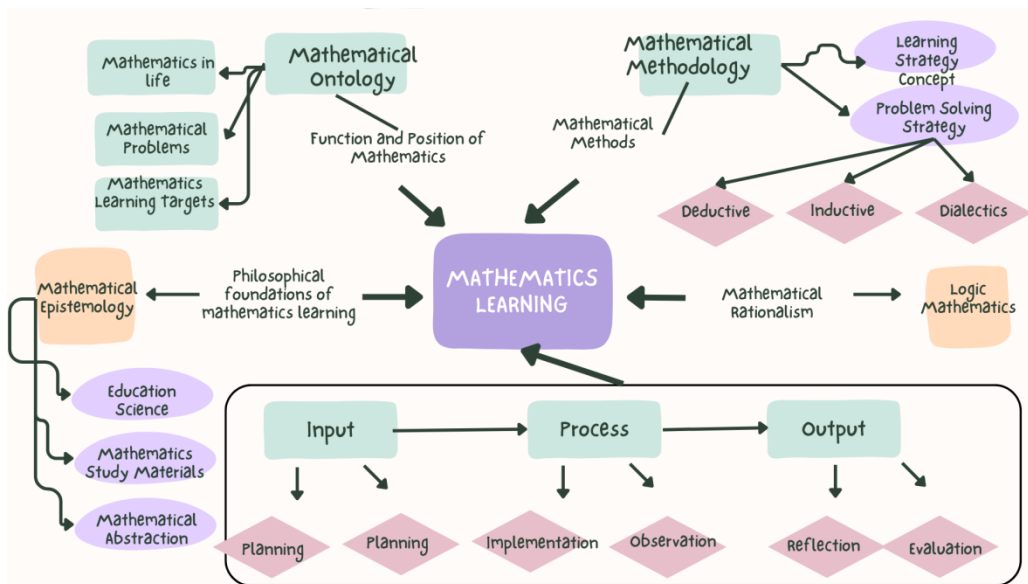 Mathematical
Ontology
Mathematics in
life
Mathematical
Problems
Mathematics
Learning Targets
Function and Position of
Mathematics
Mathematical
Methodology
Mathematical
Methods
Learning
Strategy
Concept
Problem Solving
Strategy
Deductive
Inductive
Dialectics
Mathematical
Epistemology
Philosophical
foundations of
mathematics learning
MATHEMATICS
LEARNING
Mathematical
Rationalism
Logic
Mathematics
Education
Science
Mathematics
Study Materials
Mathematical
Abstraction
Input
Process
Output
Planning
Planning
Implementation
Observation
Reflection
Evaluation